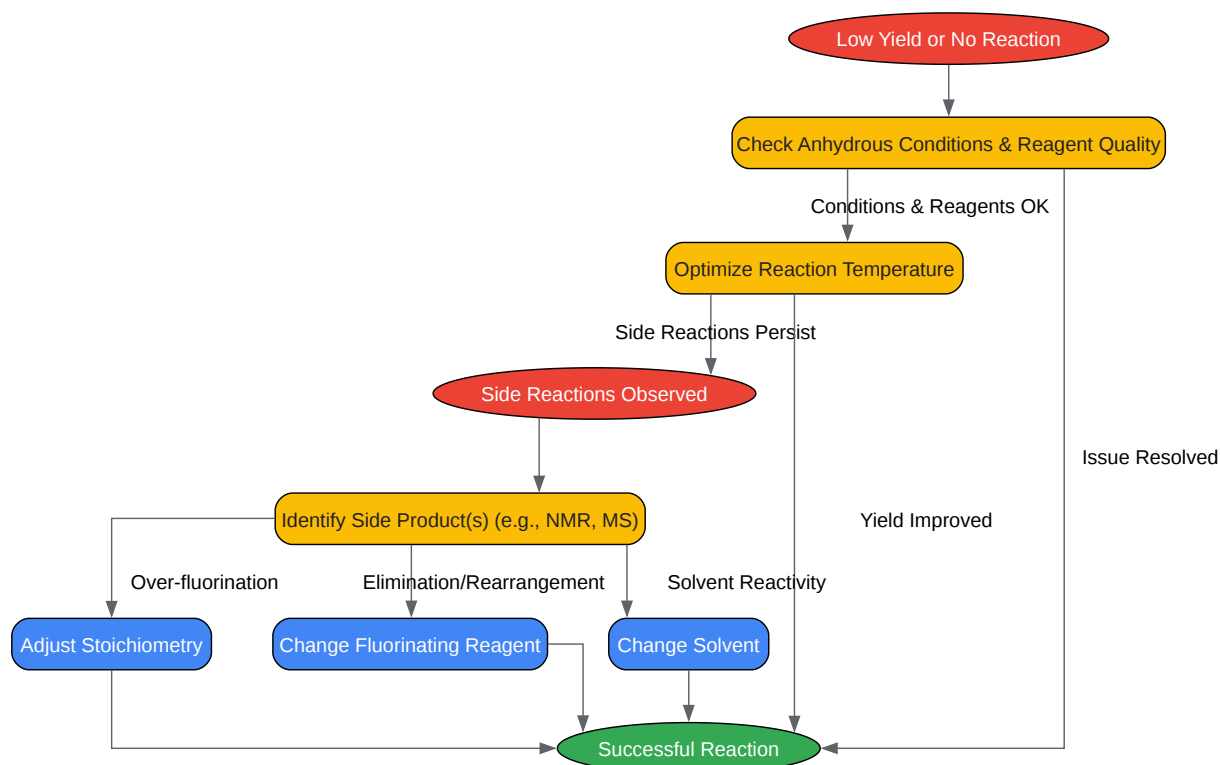 Low Yield or No Reaction
Check Anhydrous Conditions & Reagent Quality
Conditions & Reagents OK
Optimize Reaction Temperature
Side Reactions Persist
Side Reactions Observed
Issue Resolved
Identify Side Product(s) (e.g., NMR, MS)
Yield Improved
Over-fluorination
Elimination/Rearrangement
Solvent Reactivity
Adjust Stoichiometry
Change Fluorinating Reagent
Change Solvent
Successful Reaction